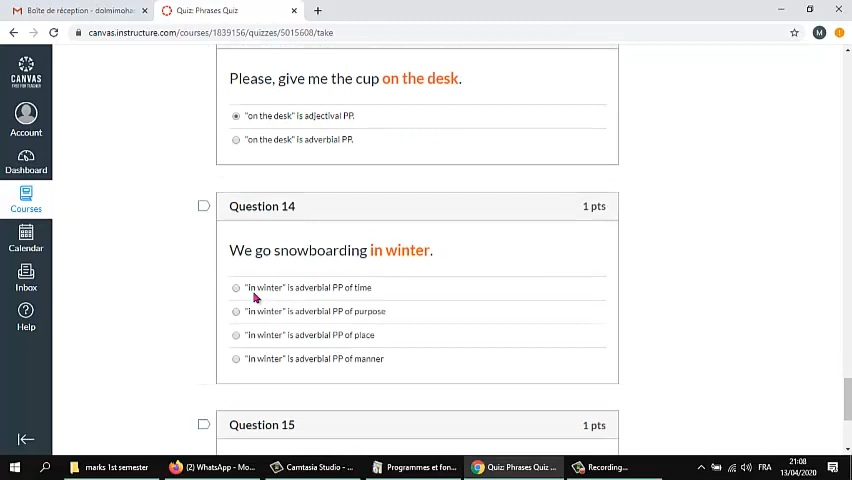 Boîte de réception - dolmimoha
Quiz: Phrases Quiz
canvas.instructure.com/courses/1839156/quizzes/5015608/take
M
CANVAS
FREE FOR TEACHER
Account
Dashboard
Courses
Calendar
Inbox
Help
Please, give me the cup on the desk.
"on the desk" is adjectival PP.
"on the desk" is adverbial PP.
Question 14
1 pts
We go snowboarding in winter.
"in winter" is adverbial PP of time
"in winter" is adverbial PP of purpose
"in winter" is adverbial PP of place
"in winter" is adverbial PP of manner
Question 15
1 pts
marks 1st semester
(2) WhatsApp - Mo...
Camtasia Studio - ...
Programmes et fon...
Quiz: Phrases Quiz ...
Recording...
FRA
21:08
13/04/2020